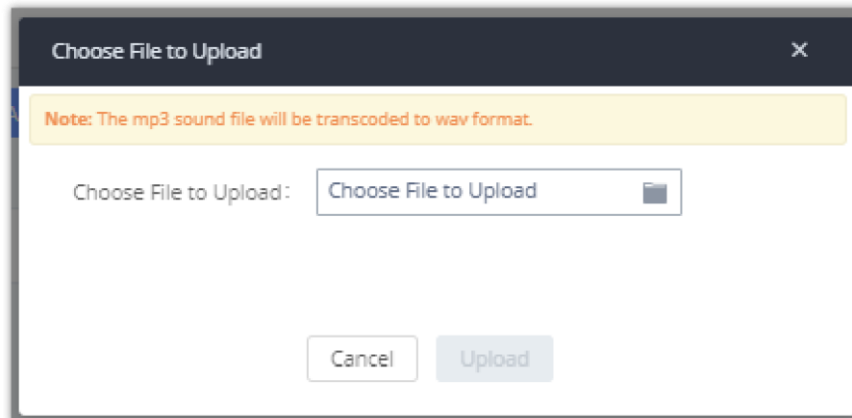 Choose File to Upload ×
Note: The mp3 sound file will be transcoded to wav format.
Choose File to Upload: Choose File to Upload
Cancel Upload